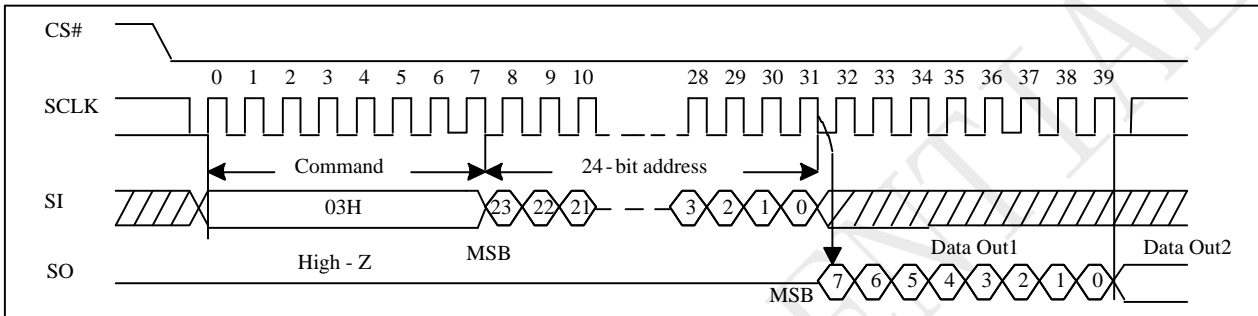 CS#
0 1 2 3 4 5 6 7 8 9 10 28 29 30 31 32 33 34 35 36 37 38 39
SCLK
Command 24-bit address
SI 03H 23 22 21 3 2 1 0
MSB Data Out1 Data Out2
High - Z
SO
MSB 7 6 5 4 3 2 1 0